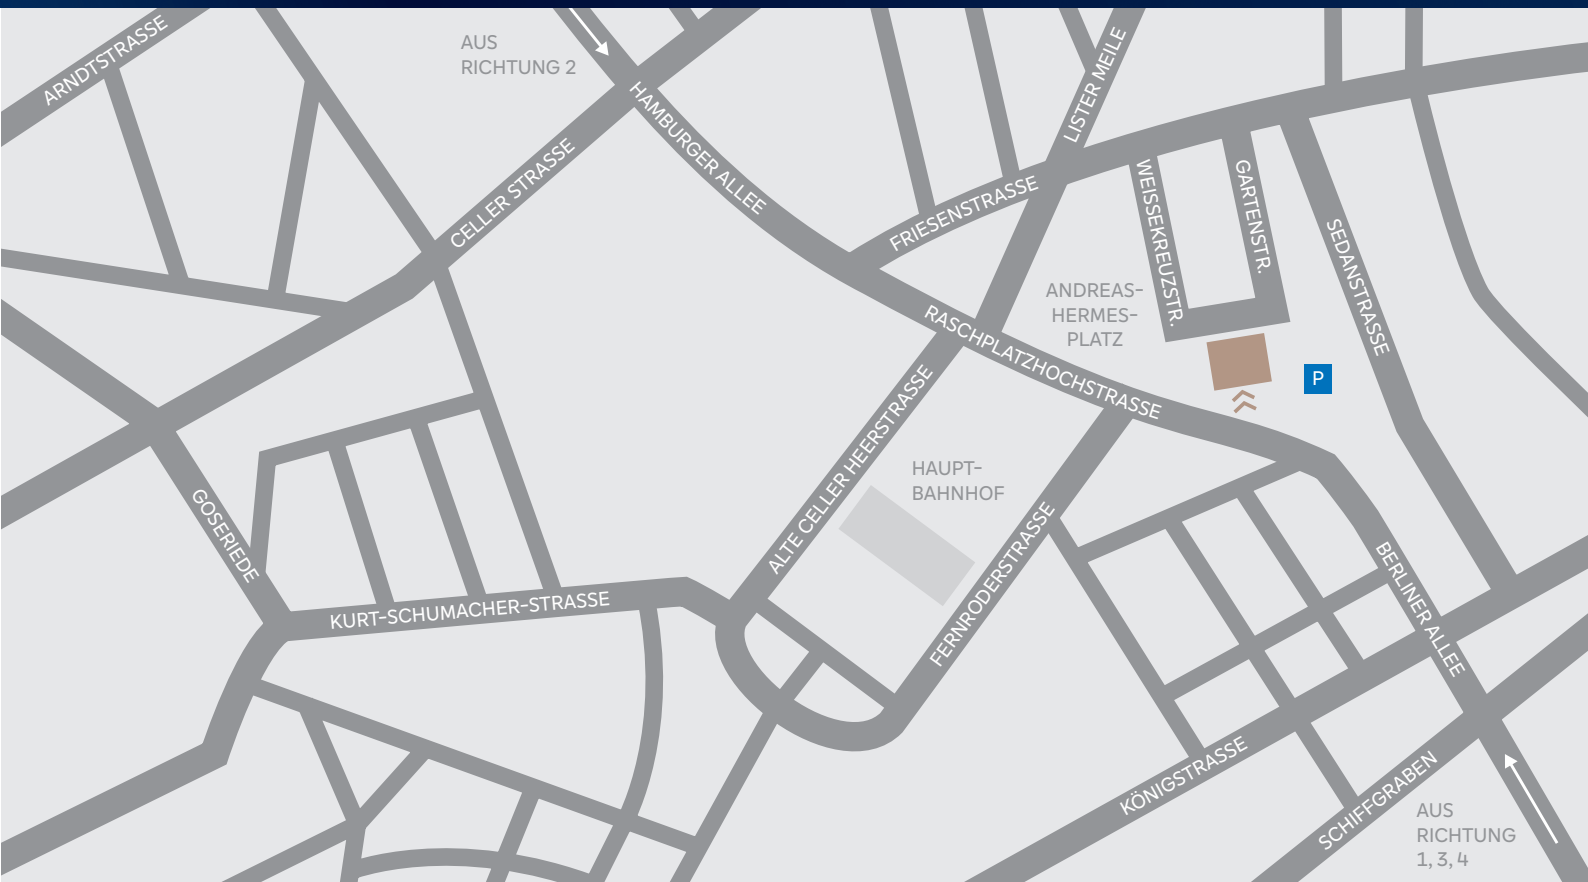 ARNDTSTRASSE
AUS
RICHTUNG 2
HAMBURGER ALLEE
CELLER STRASSE
LISTER MEILE
FRIESENSTRASSE
WEISSEKREUZSTR.
GARTENSTR.
SEDANSTRASSE
ANDREAS-
HERMES-
PLATZ
RASCHPLATZHOCHSTRASSE
P
ALTE CELLER HEERSTRASSE
HAUPT-
BAHNHOF
GOSERIEDE
FERNRODERSTRASSE
BERLINER ALLEE
KURT-SCHUMACHER-STRASSE
KÖNIGSTRASSE
SCHIFFGRABEN
AUS
RICHTUNG
1, 3, 4